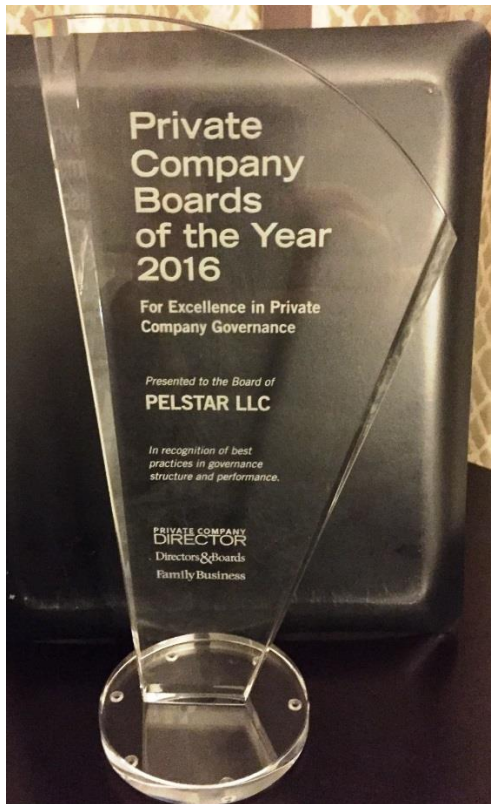 Private
Company
Boards
of the Year
2016
For Excellence in Private
Company Governance
Presented to the Board of
PELSTAR LLC
In recognition of best
practices in governance
structure and performance.
PRIVATE COMPANY
DIRECTOR
Directors&Boards
FamilyBusiness